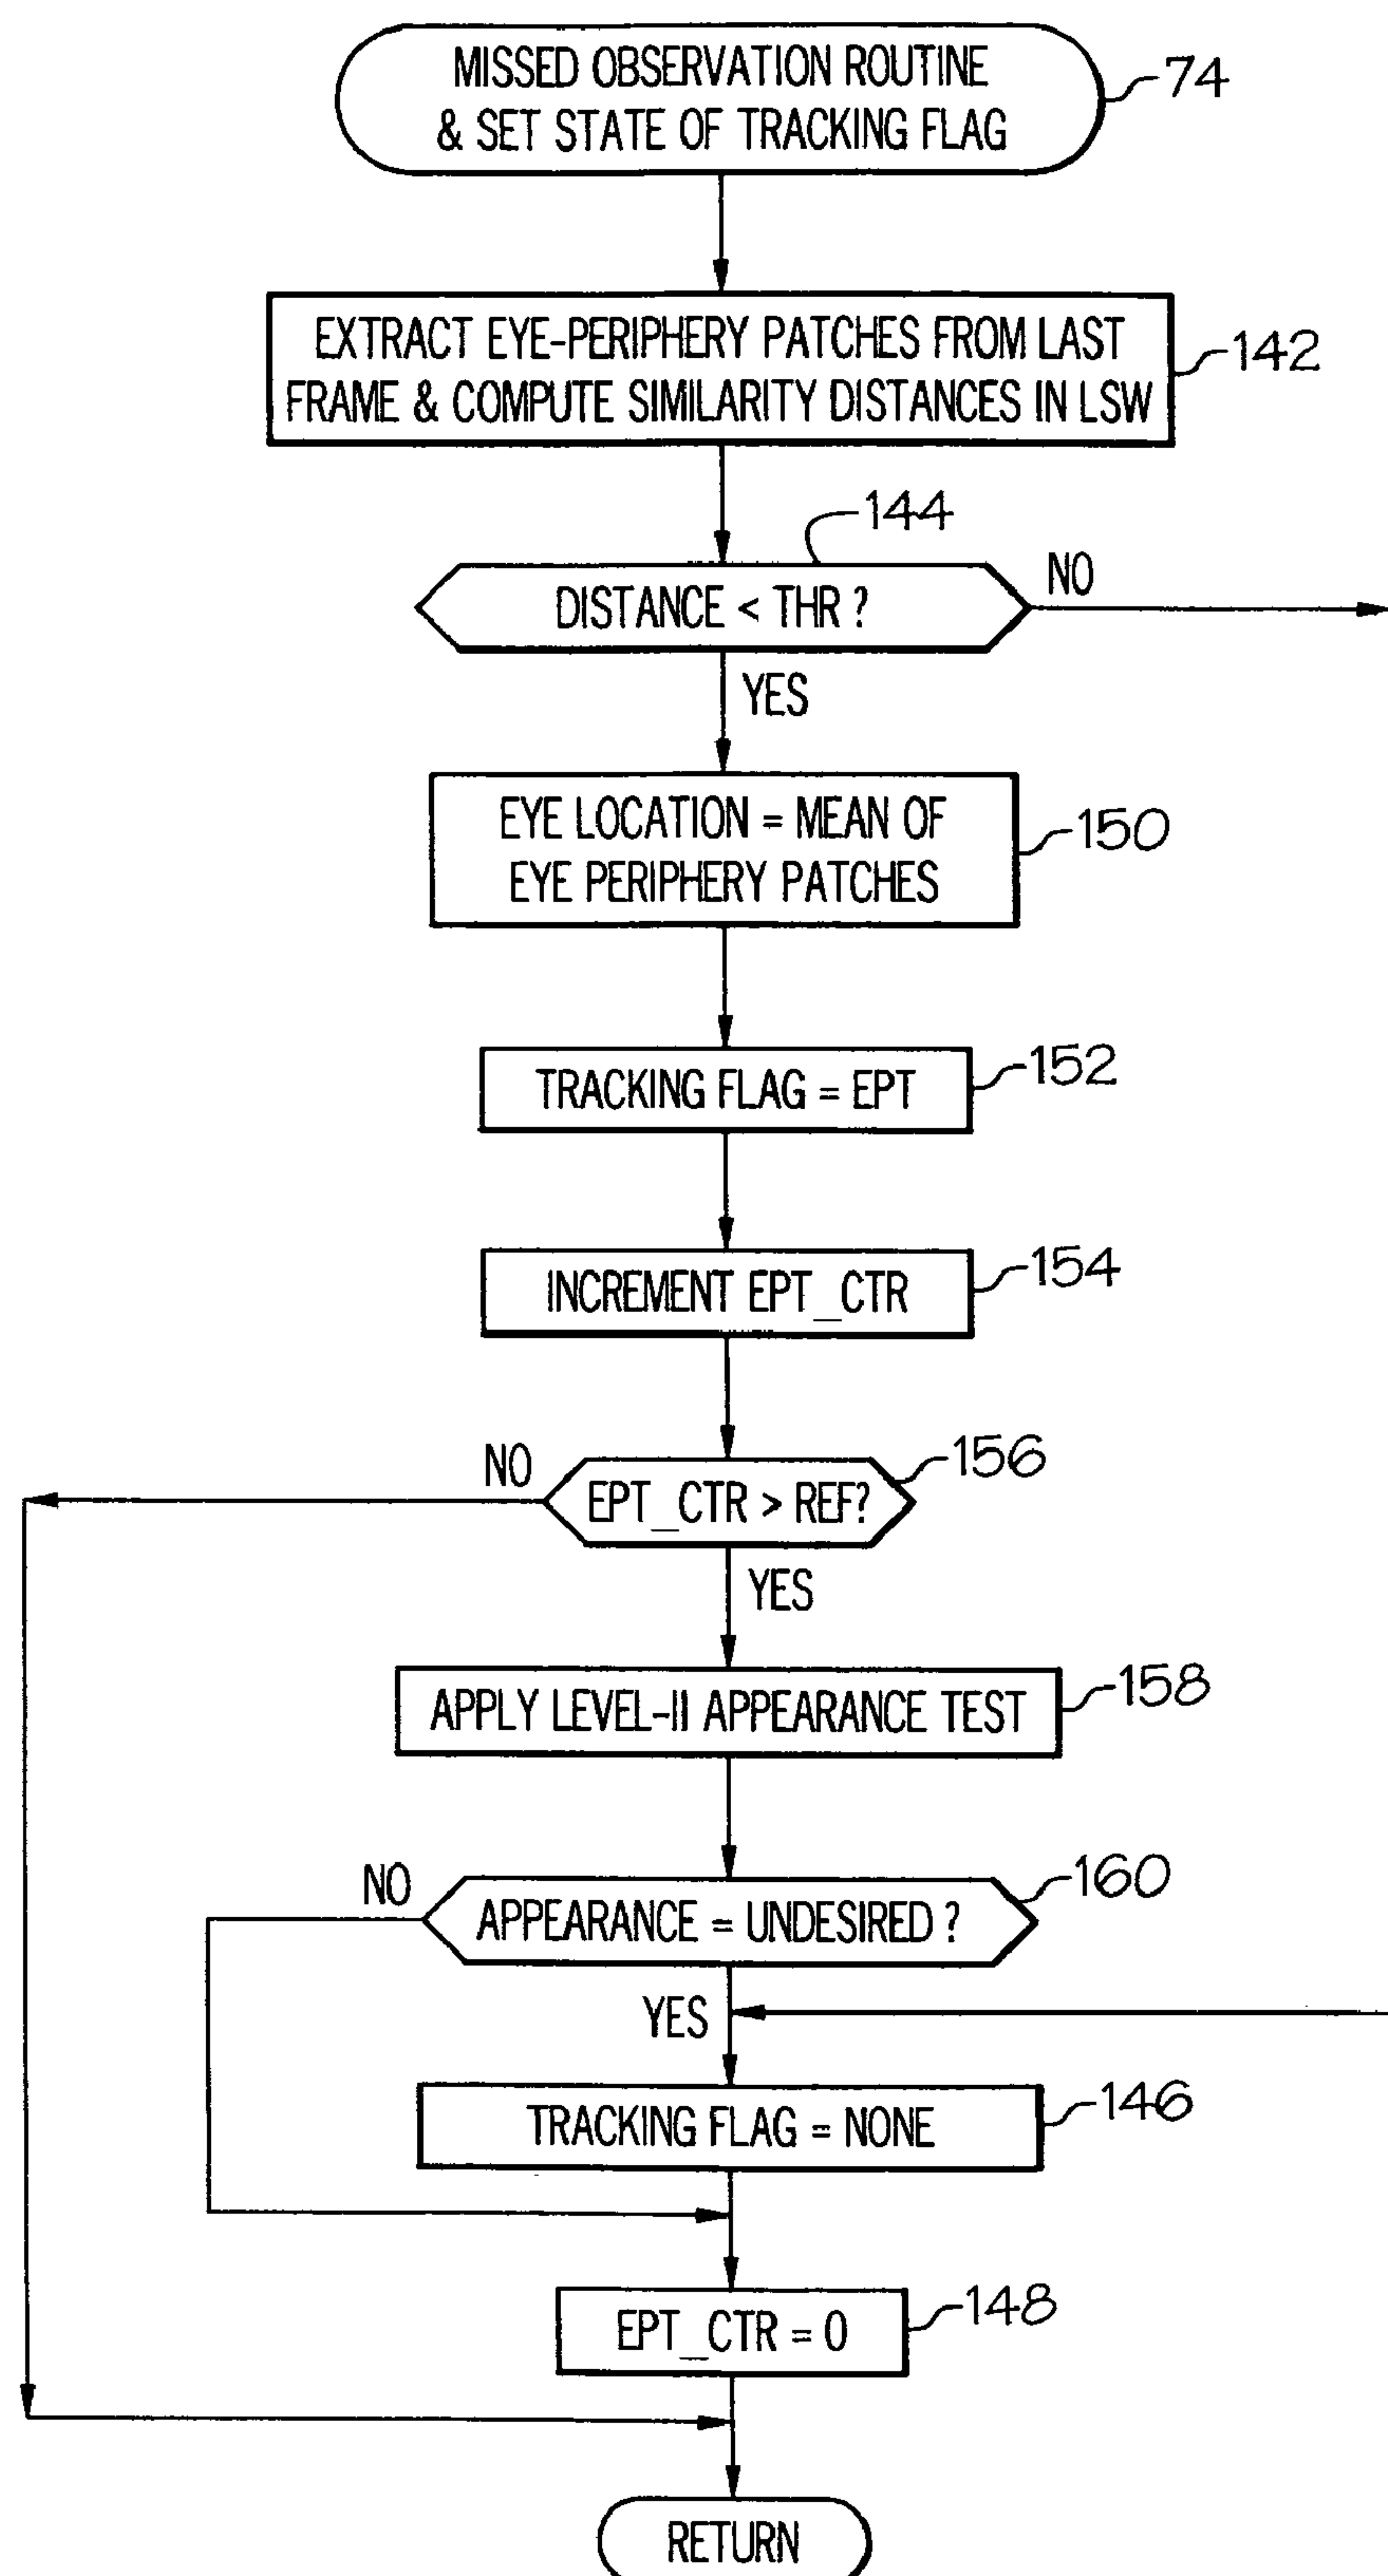 MISSED OBSERVATION ROUTINE
& SET STATE OF TRACKING FLAG
74
EXTRACT EYE-PERIPHERY PATCHES FROM LAST
FRAME & COMPUTE SIMILARITY DISTANCES IN LSW
142
144
DISTANCE < THR ?
NO
YES
EYE LOCATION = MEAN OF
EYE PERIPHERY PATCHES
150
TRACKING FLAG = EPT
152
INCREMENT EPT_CTR
154
NO
EPT_CTR > REF?
156
YES
APPLY LEVEL-II APPEARANCE TEST
158
NO
APPEARANCE = UNDESIRED ?
160
YES
TRACKING FLAG = NONE
146
EPT_CTR = 0
148
RETURN